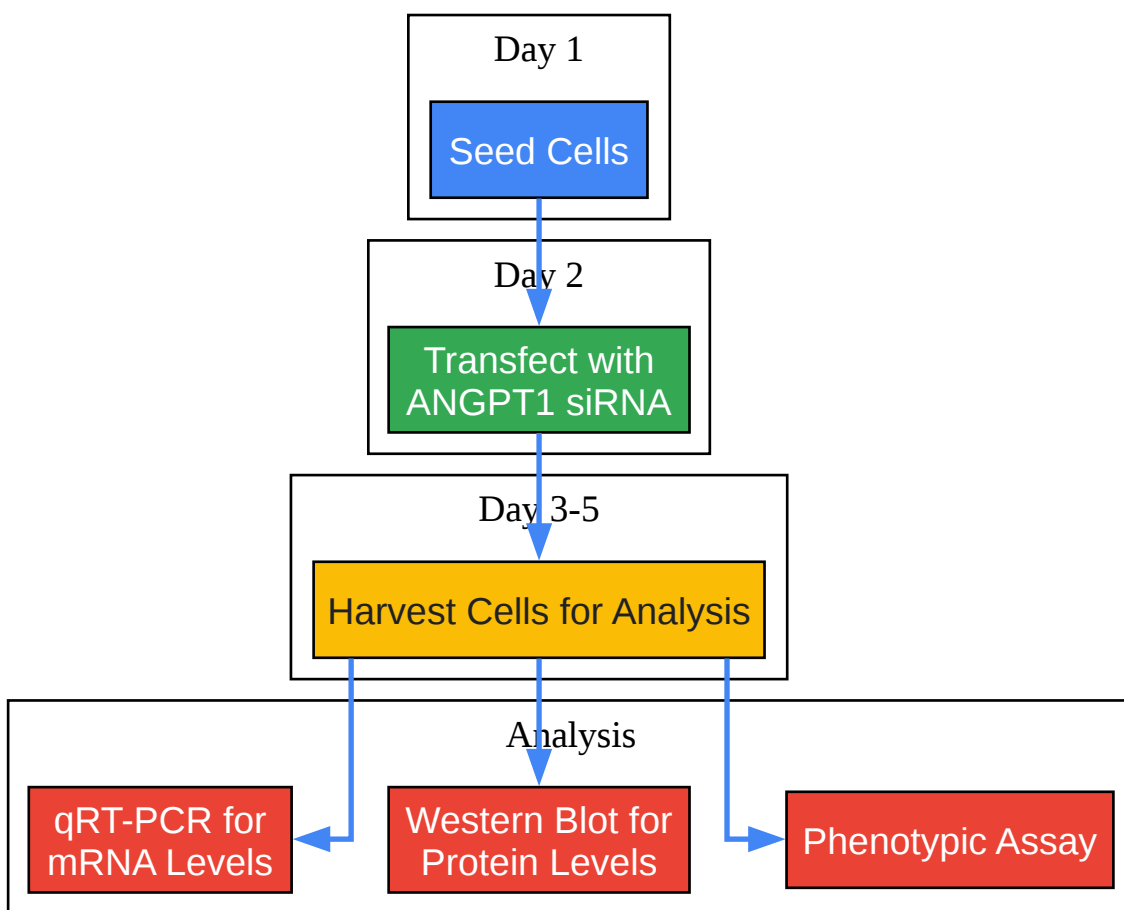 Day 1
Seed Cells
Day 2
Transfect with
ANGPT1 siRNA
Day 3-5
Harvest Cells for Analysis
Analysis
qRT-PCR for
mRNA Levels
Western Blot for
Protein Levels
Phenotypic Assay